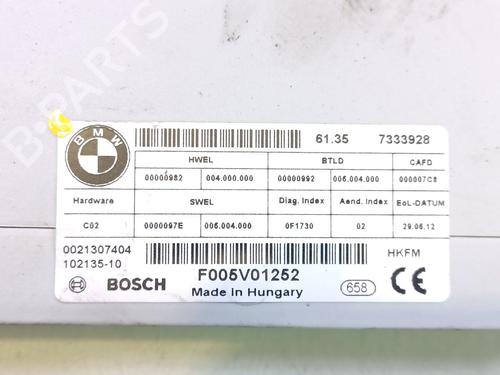 B-PARTS
BMW
61.35 7333928
HWEL BTLD CAFD
00000982 004.000.000 00000992 005.004.000 000007C8
Hardware SWEL Diag. Index Aend. Index EoL-DATUM
C02 0000097E 005.004.000 0F1730 02 29.06.12
0021307404 HKFM
102135-10
BOSCH F005V01252
Made in Hungary 658 CE